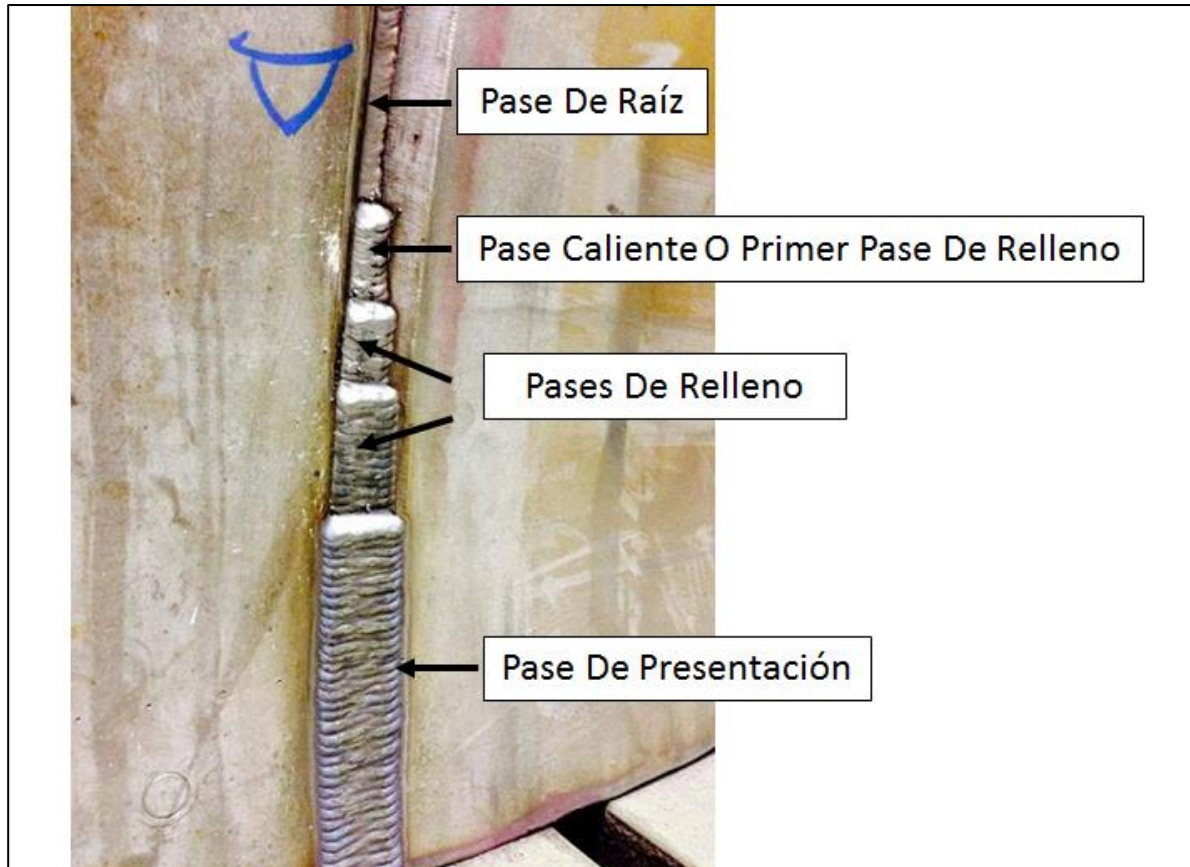 Pase De Raíz
Pase Caliente O Primer Pase De Relleno
Pases De Relleno
Pase De Presentación